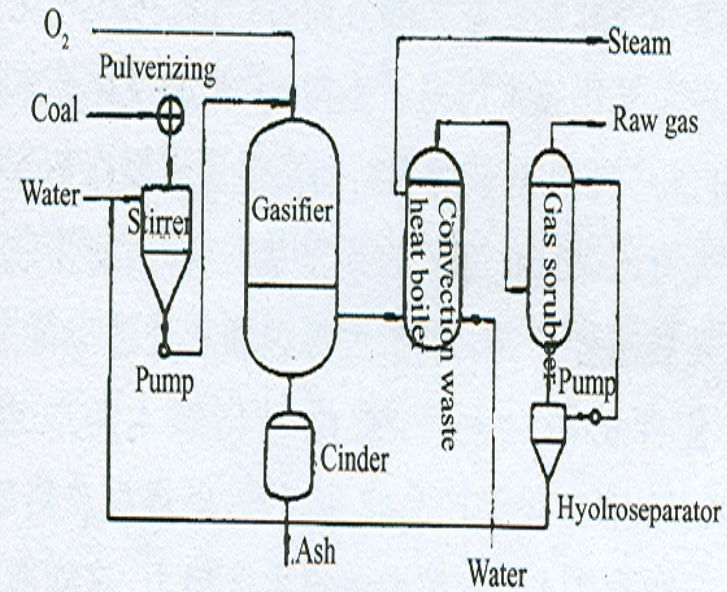 O2
Steam
Pulverizing
Coal
Raw gas
Water
Stirrer
Gasifier
Convection waste
heat boiler
Gas sorubber
Pump
Pump
Cinder
Hyolroseparator
.Ash
Water